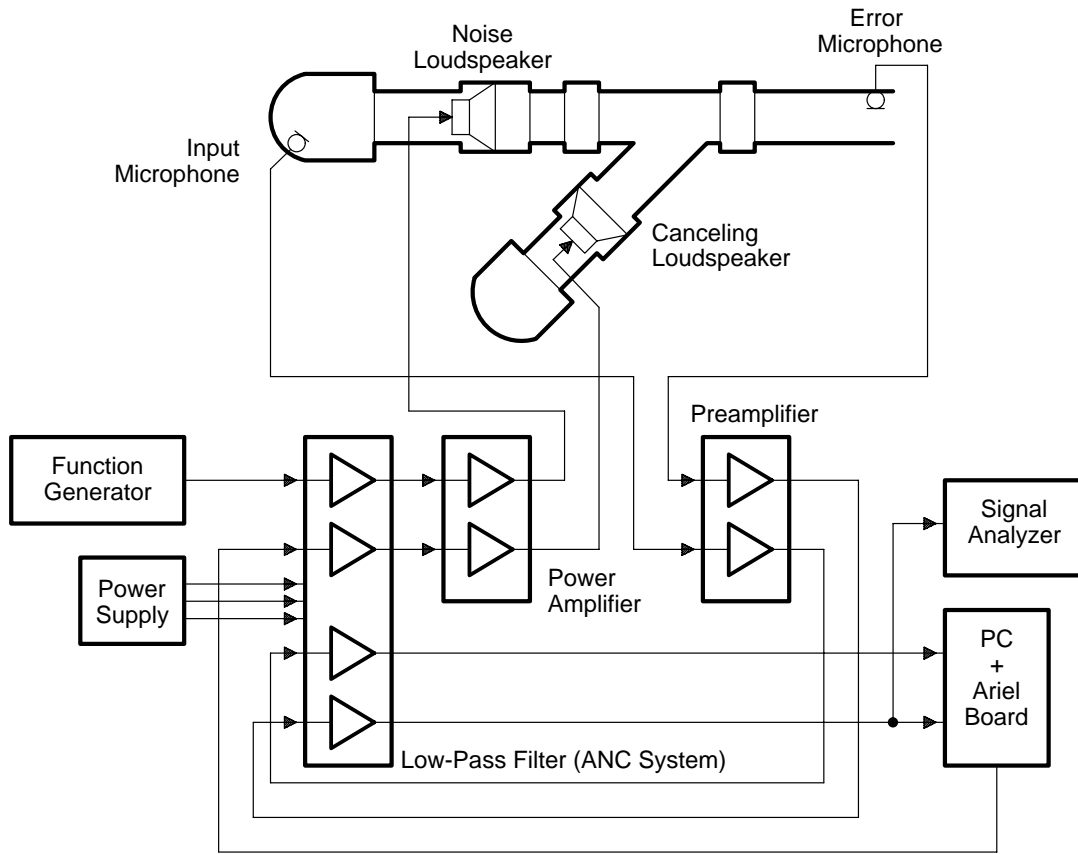 Noise
Loudspeaker
Error
Microphone
Input
Microphone
Canceling
Loudspeaker
Preamplifier
Function
Generator
Signal
Analyzer
Power
Supply
Power
Amplifier
PC
+
Ariel
Board
Low-Pass Filter (ANC System)